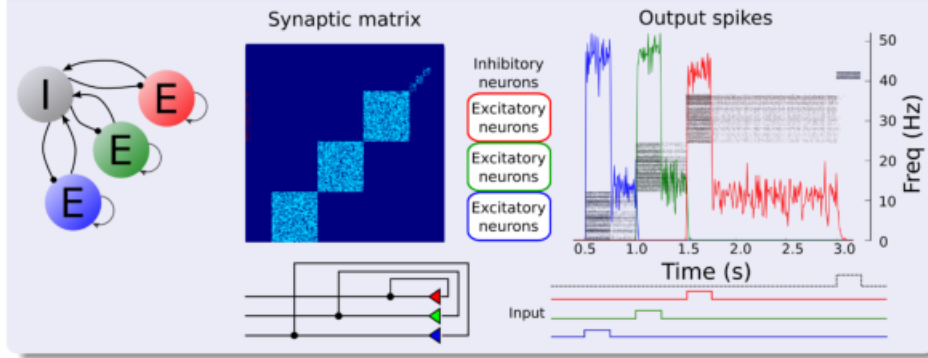 Synaptic matrix
Output spikes
I
E
E
E
Inhibitory
neurons
Excitatory
neurons
Excitatory
neurons
Excitatory
neurons
50
40
30
20
10
0
Freq (Hz)
0.5 1.0 1.5 2.0 2.5 3.0
Time (s)
Input